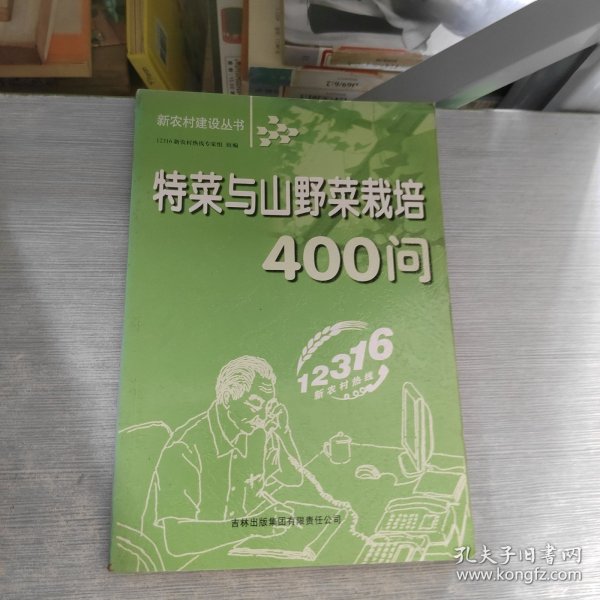 新农村建设丛书
12316新农村热线专家组 组编
特菜与山野菜栽培
400问
12316
新农村热线
吉林出版集团有限责任公司
孔夫子旧书网
www.kongfz.com